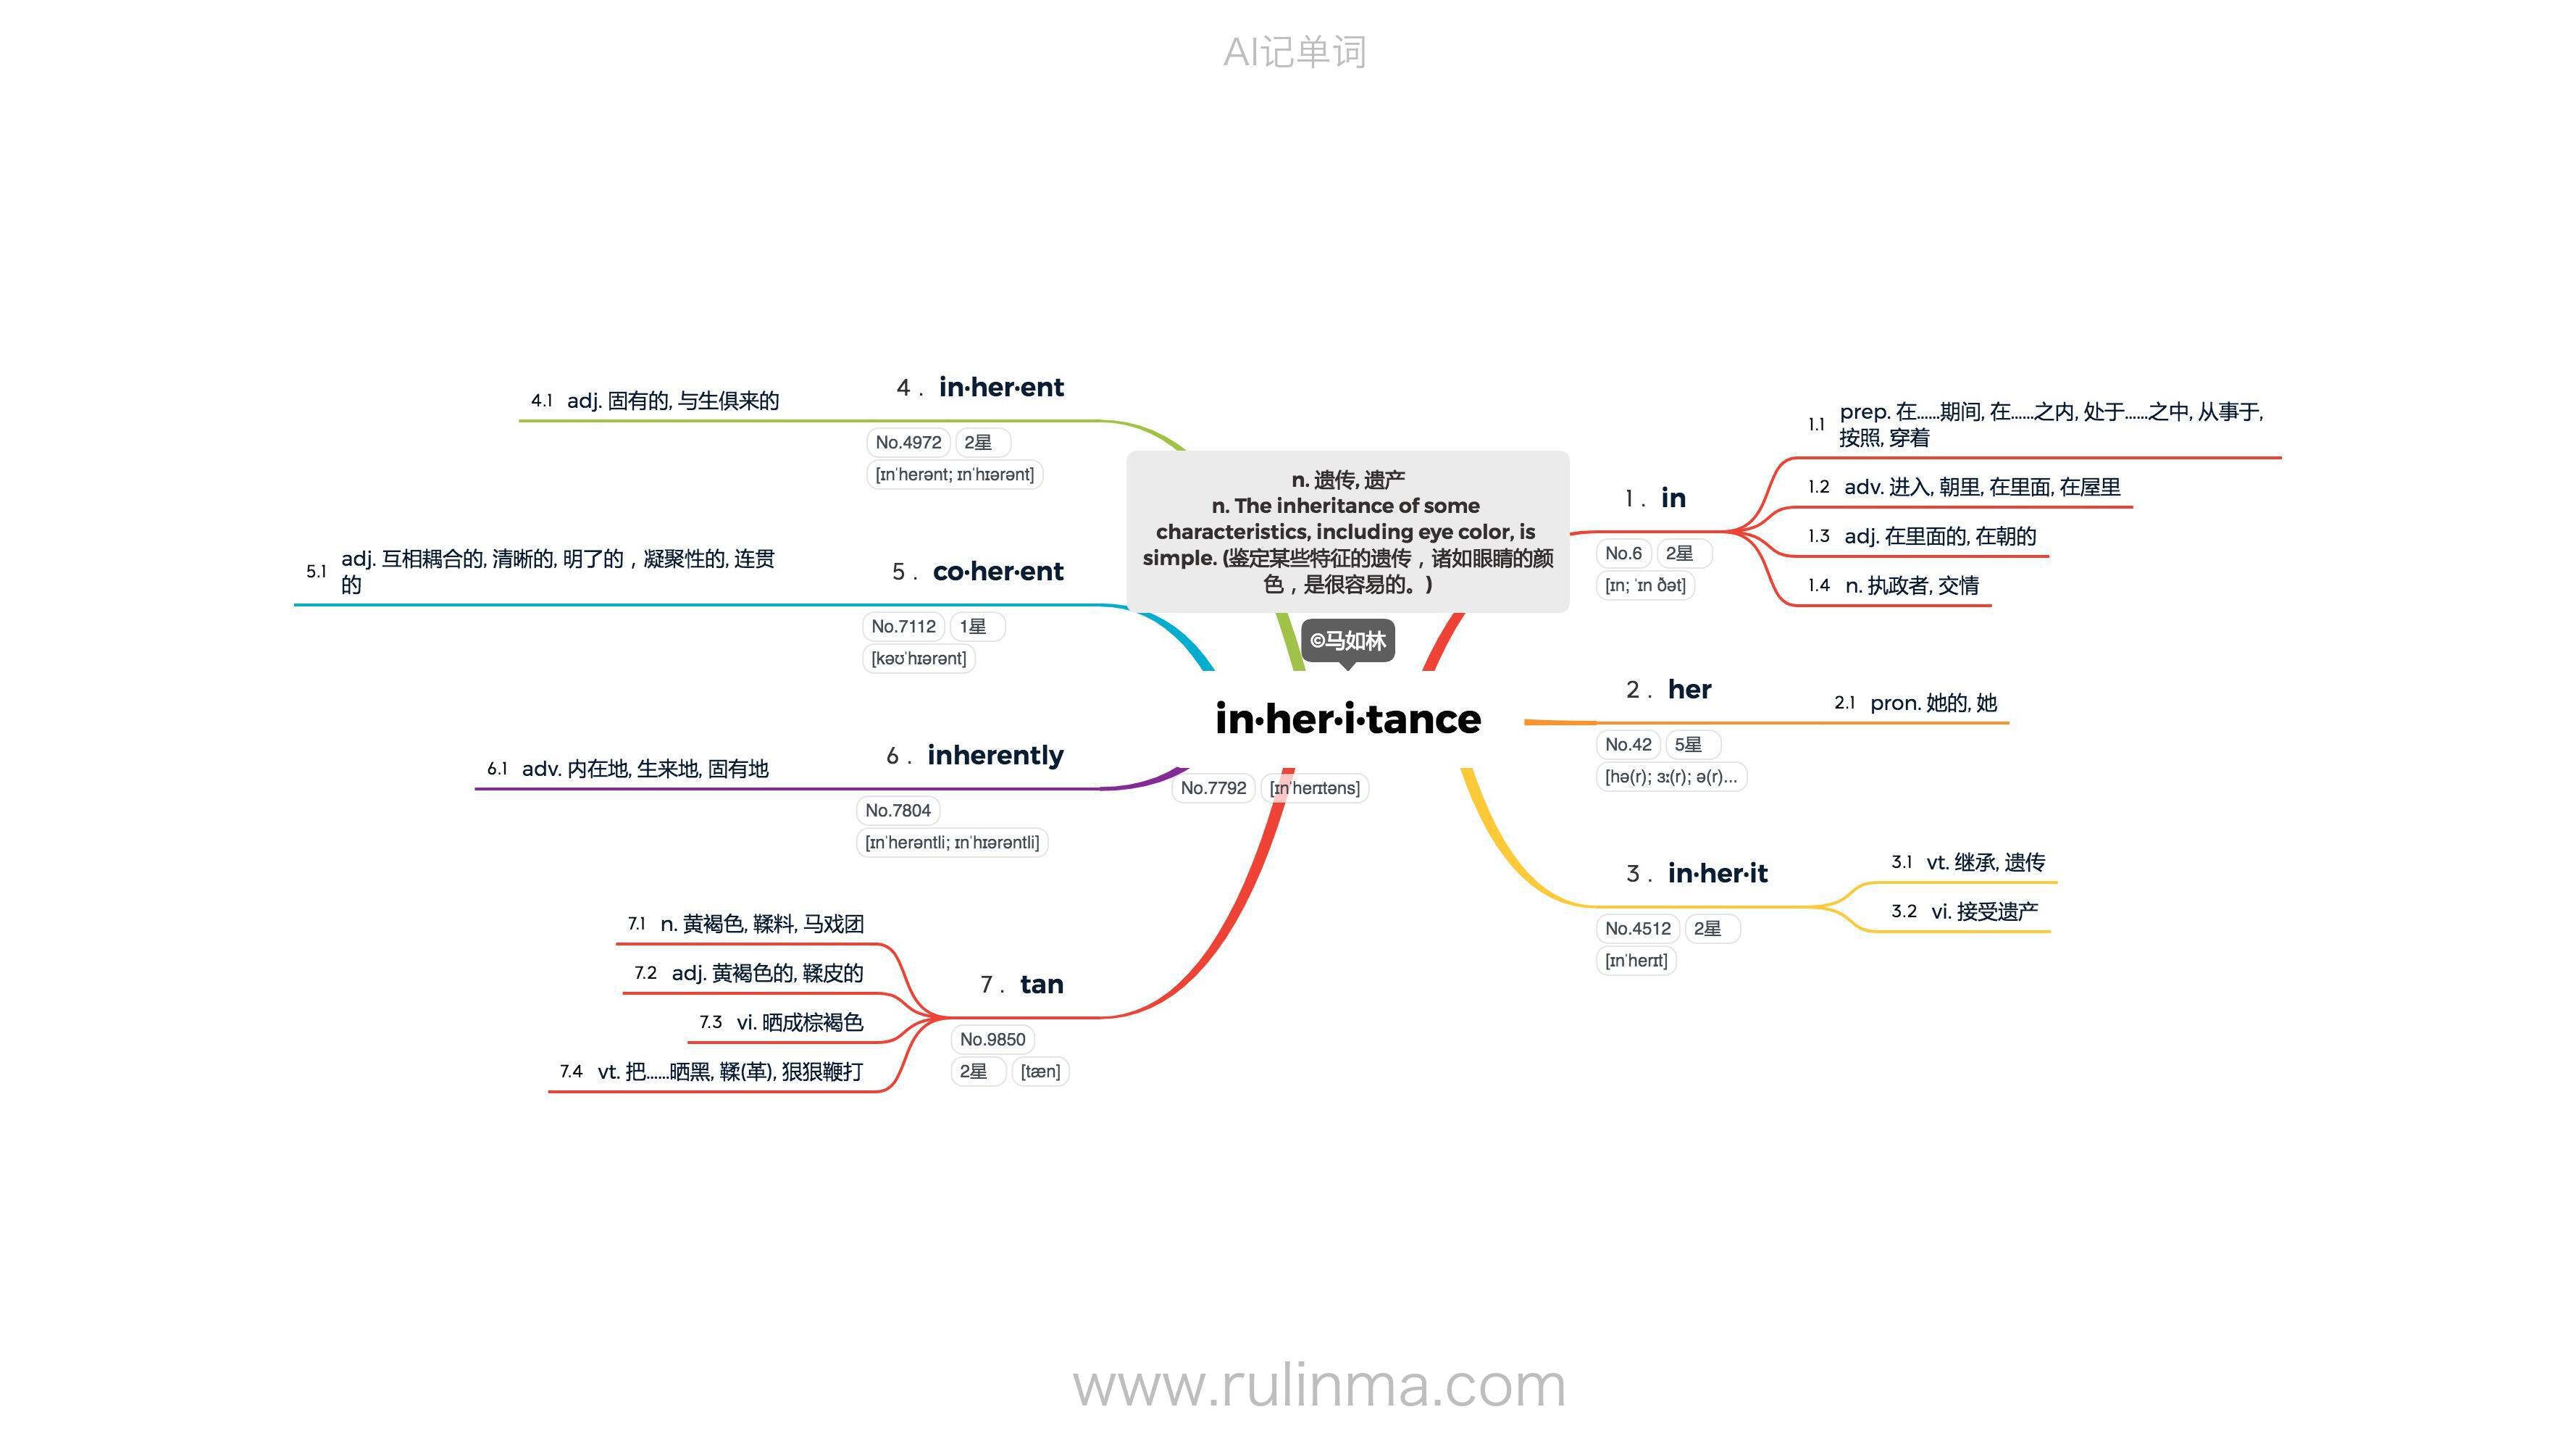 AI记单词
n. 遗传, 遗产
n. The inheritance of some
characteristics, including eye color, is
simple. (鉴定某些特征的遗传，诸如眼睛的颜
色，是很容易的。)
©马如林
in·her·i·tance
No.7792 [ɪnˈherɪtəns]
1 . in
No.6 2星
[ɪn; ˈɪn ðət]
1.1 prep. 在......期间, 在......之内, 处于......之中, 从事于,
按照, 穿着
1.2 adv. 进入, 朝里, 在里面, 在屋里
1.3 adj. 在里面的, 在朝的
1.4 n. 执政者, 交情
2 . her
No.42 5星
[hə(r); ɜː(r); ə(r)...
2.1 pron. 她的, 她
3 . in·her·it
No.4512 2星
[ɪnˈherɪt]
3.1 vt. 继承, 遗传
3.2 vi. 接受遗产
4 . in·her·ent
No.4972 2星
[ɪnˈherənt; ɪnˈhɪərənt]
4.1 adj. 固有的, 与生俱来的
5 . co·her·ent
No.7112 1星
[kəʊˈhɪərənt]
5.1 adj. 互相耦合的, 清晰的, 明了的，凝聚性的, 连贯
的
6 . inherently
No.7804
[ɪnˈherəntli; ɪnˈhɪərəntli]
6.1 adv. 内在地, 生来地, 固有地
7 . tan
No.9850
2星 [tæn]
7.1 n. 黄褐色, 鞣料, 马戏团
7.2 adj. 黄褐色的, 鞣皮的
7.3 vi. 晒成棕褐色
7.4 vt. 把......晒黑, 鞣(革), 狠狠鞭打
www.rulinma.com